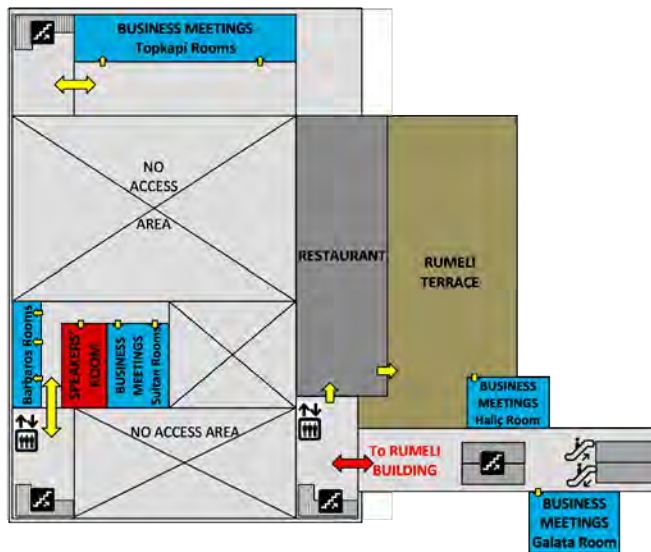 BUSINESS MEETINGS
Topkapi Rooms
NO
ACCESS
AREA
RESTAURANT
RUMELI
TERRACE
Barbaros Rooms
SPEAKERS'
ROOM
BUSINESS
MEETINGS
Sultan Rooms
BUSINESS
MEETINGS
Haliç Room
NO ACCESS AREA
To RUMELI
BUILDING
BUSINESS
MEETINGS
Galata Room